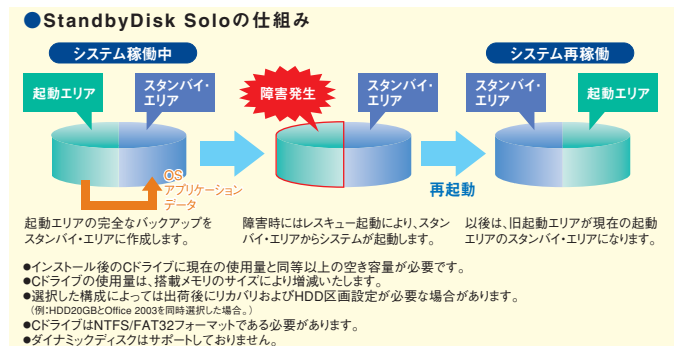 ●StandbyDisk Soloの仕組み
システム稼働中
システム再稼働
起動エリア
スタンバイ・
エリア
障害発生
スタンバイ・
エリア
スタンバイ・
エリア
起動エリア
OS
アプリケーション
データ
再起動
起動エリアの完全なバックアップを
スタンバイ・エリアに作成します。
障害時にはレスキュー起動により、スタン
バイ・エリアからシステムが起動します。
以後は、旧起動エリアが現在の起動
エリアのスタンバイ・エリアになります。
●インストール後のCドライブに現在の使用量と同等以上の空き容量が必要です。
●Cドライブの使用量は、搭載メモリのサイズにより増減いたします。
●選択した構成によっては出荷後にリカバリおよびHDD区画設定が必要な場合があります。
(例:HDD20GBとOffice 2003を同時選択した場合。)
●CドライブはNTFS/FAT32フォーマットである必要があります。
●ダイナミックディスクはサポートしておりません。